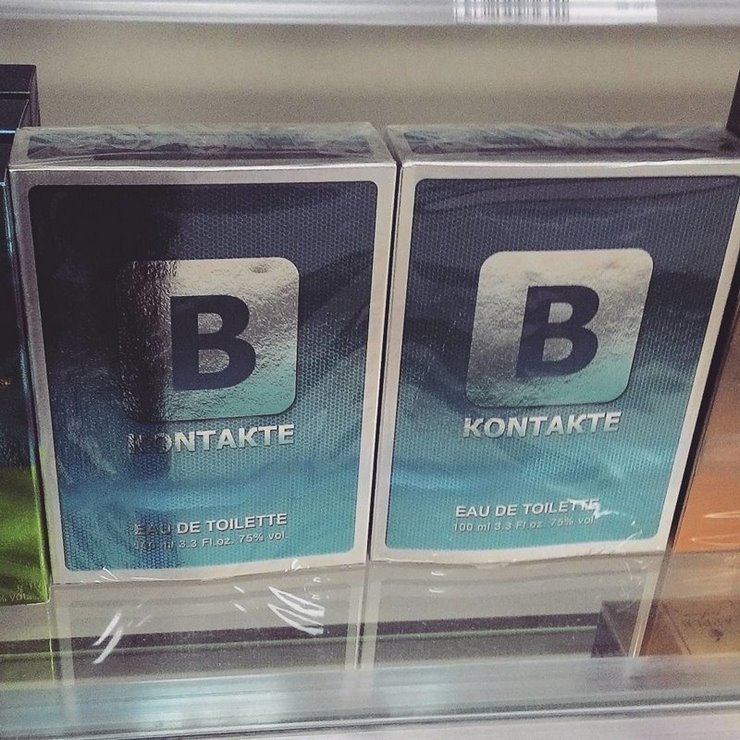 B
KONTAKTE
EAU DE TOILETTE
100 ml 3.3 Fl.oz. 75% vol.
B
KONTAKTE
EAU DE TOILETTE
100 ml 3.3 Fl.oz. 75% vol